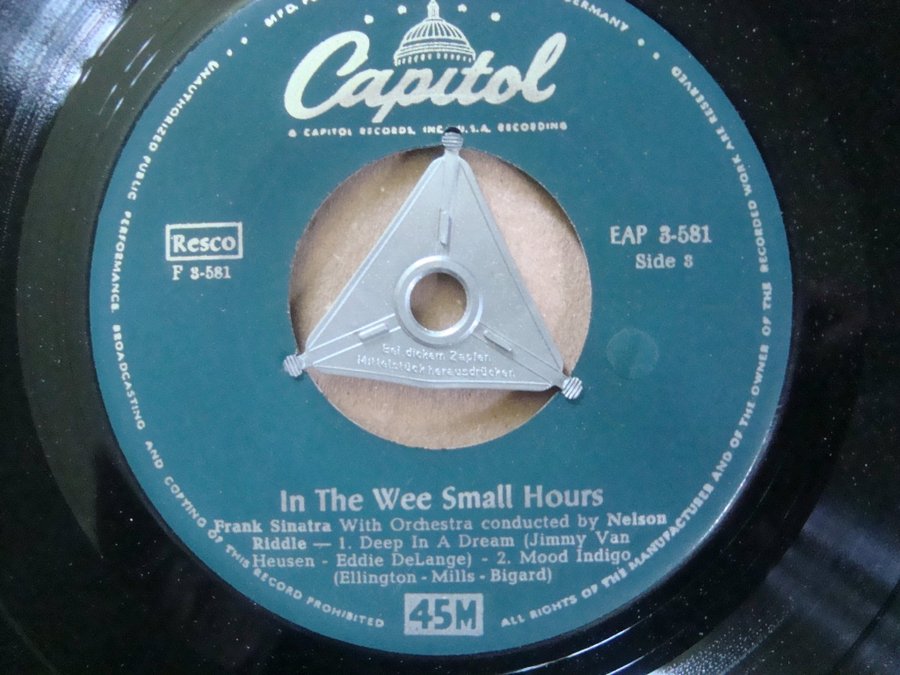 MFG. 
GERMANY
Capitol
CAPITOL RECORDS, INC. U.S.A. RECORDING
Resco
F 3-581
EAP 3-581
Side 3
Bei dickem Zapfen
Mittelstück herausdrücken
In The Wee Small Hours
Frank Sinatra With Orchestra conducted by Nelson
Riddle — 1. Deep In A Dream (Jimmy Van
Heusen - Eddie DeLange) - 2. Mood Indigo
(Ellington - Mills - Bigard)
45M
UNAUTHORIZED PUBLIC PERFORMANCE, BROADCASTING AND COPYING OF THIS RECORD PROHIBITED
ALL RIGHTS OF THE MANUFACTURER AND OF THE OWNER OF THE RECORDED WORK ARE RESERVED